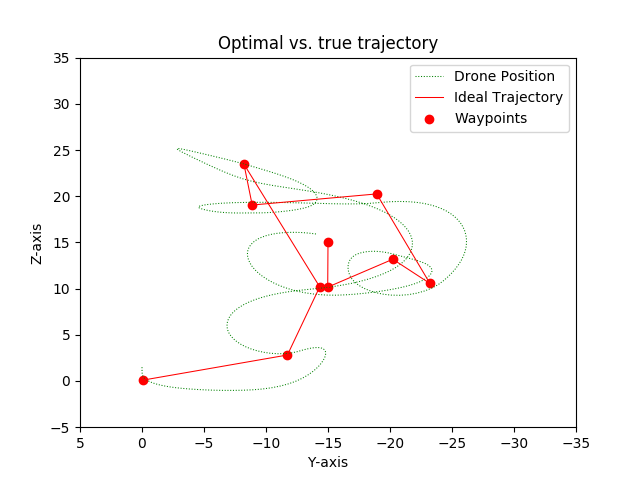 Optimal vs. true trajectory
Drone Position
Ideal Trajectory
Waypoints
Z-axis
35
30
25
20
15
10
5
0
−5
5 0 −5 −10 −15 −20 −25 −30 −35
Y-axis